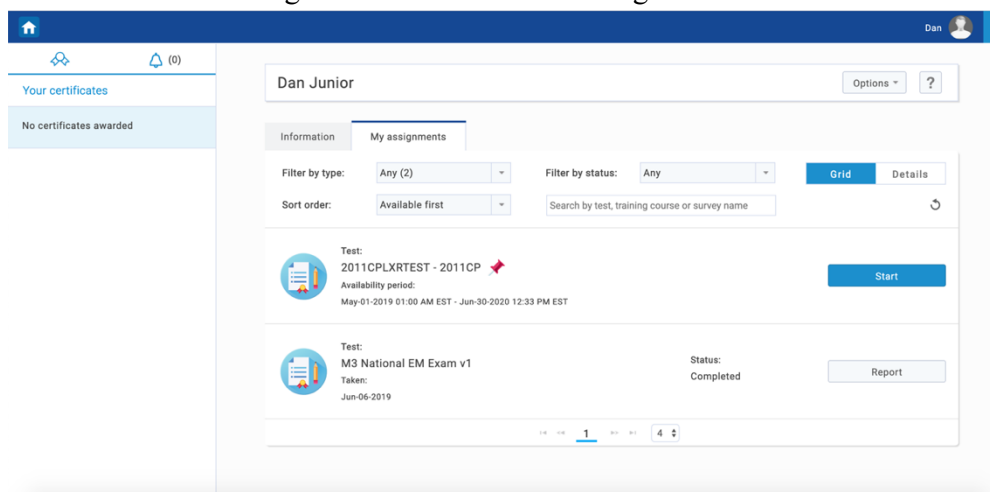 Dan
(0)
Your certificates
No certificates awarded
Dan Junior
Options
?
Information
My assignments
Filter by type:
Any (2)
Filter by status:
Any
Grid
Details
Sort order:
Available first
Search by test, training course or survey name
Test:
2011CPLXRTEST - 2011CP
Availability period:
May-01-2019 01:00 AM EST - Jun-30-2020 12:33 PM EST
Start
Test:
M3 National EM Exam v1
Taken:
Jun-06-2019
Status:
Completed
Report
1
4